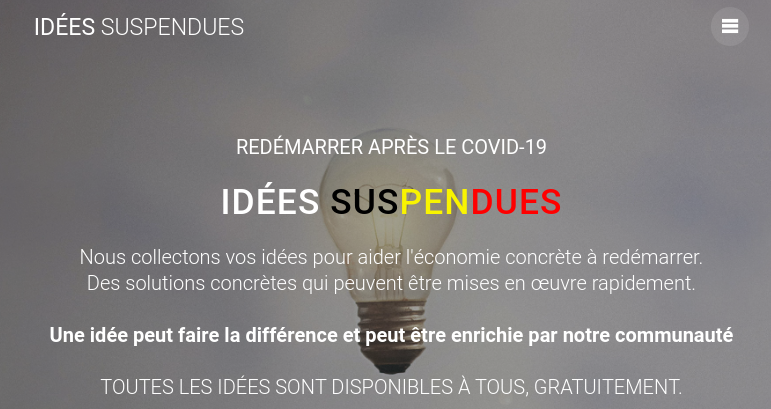 IDÉES SUSPENDUES
REDÉMARRER APRÈS LE COVID-19
IDÉES SUSPENDUES
Nous collectons vos idées pour aider l'économie concrète à redémarrer.
Des solutions concrètes qui peuvent être mises en œuvre rapidement.
Une idée peut faire la différence et peut être enrichie par notre communauté
TOUTES LES IDÉES SONT DISPONIBLES À TOUS, GRATUITEMENT.